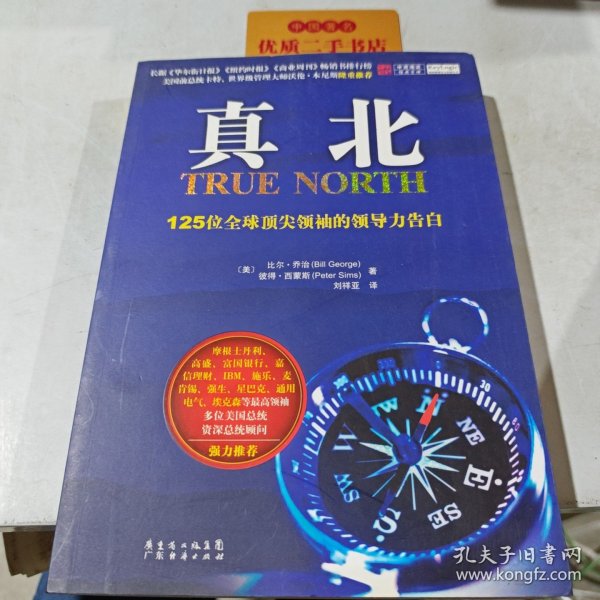 中国著名
优质二手书店
长踞《华尔街日报》《纽约时报》《商业周刊》畅销书排行榜
美国前总统卡特、世界级管理大师沃伦·本尼斯隆重推荐
真北
TRUE NORTH
125位全球顶尖领袖的领导力告白
〔美〕
比尔·乔治(Bill George)
彼得·西蒙斯(Peter Sims)
著
刘祥亚 译
摩根士丹利、
高盛、富国银行、嘉
信理财、IBM、施乐、麦
肯锡、强生、星巴克、通用
电气、埃克森等最高领袖
多位美国总统
资深总统顾问
强力推荐
30
N
NE
E
SE
S
SW
W
NW
广东省出版集团
广东经济出版社
孔夫子旧书网
www.kongfz.com